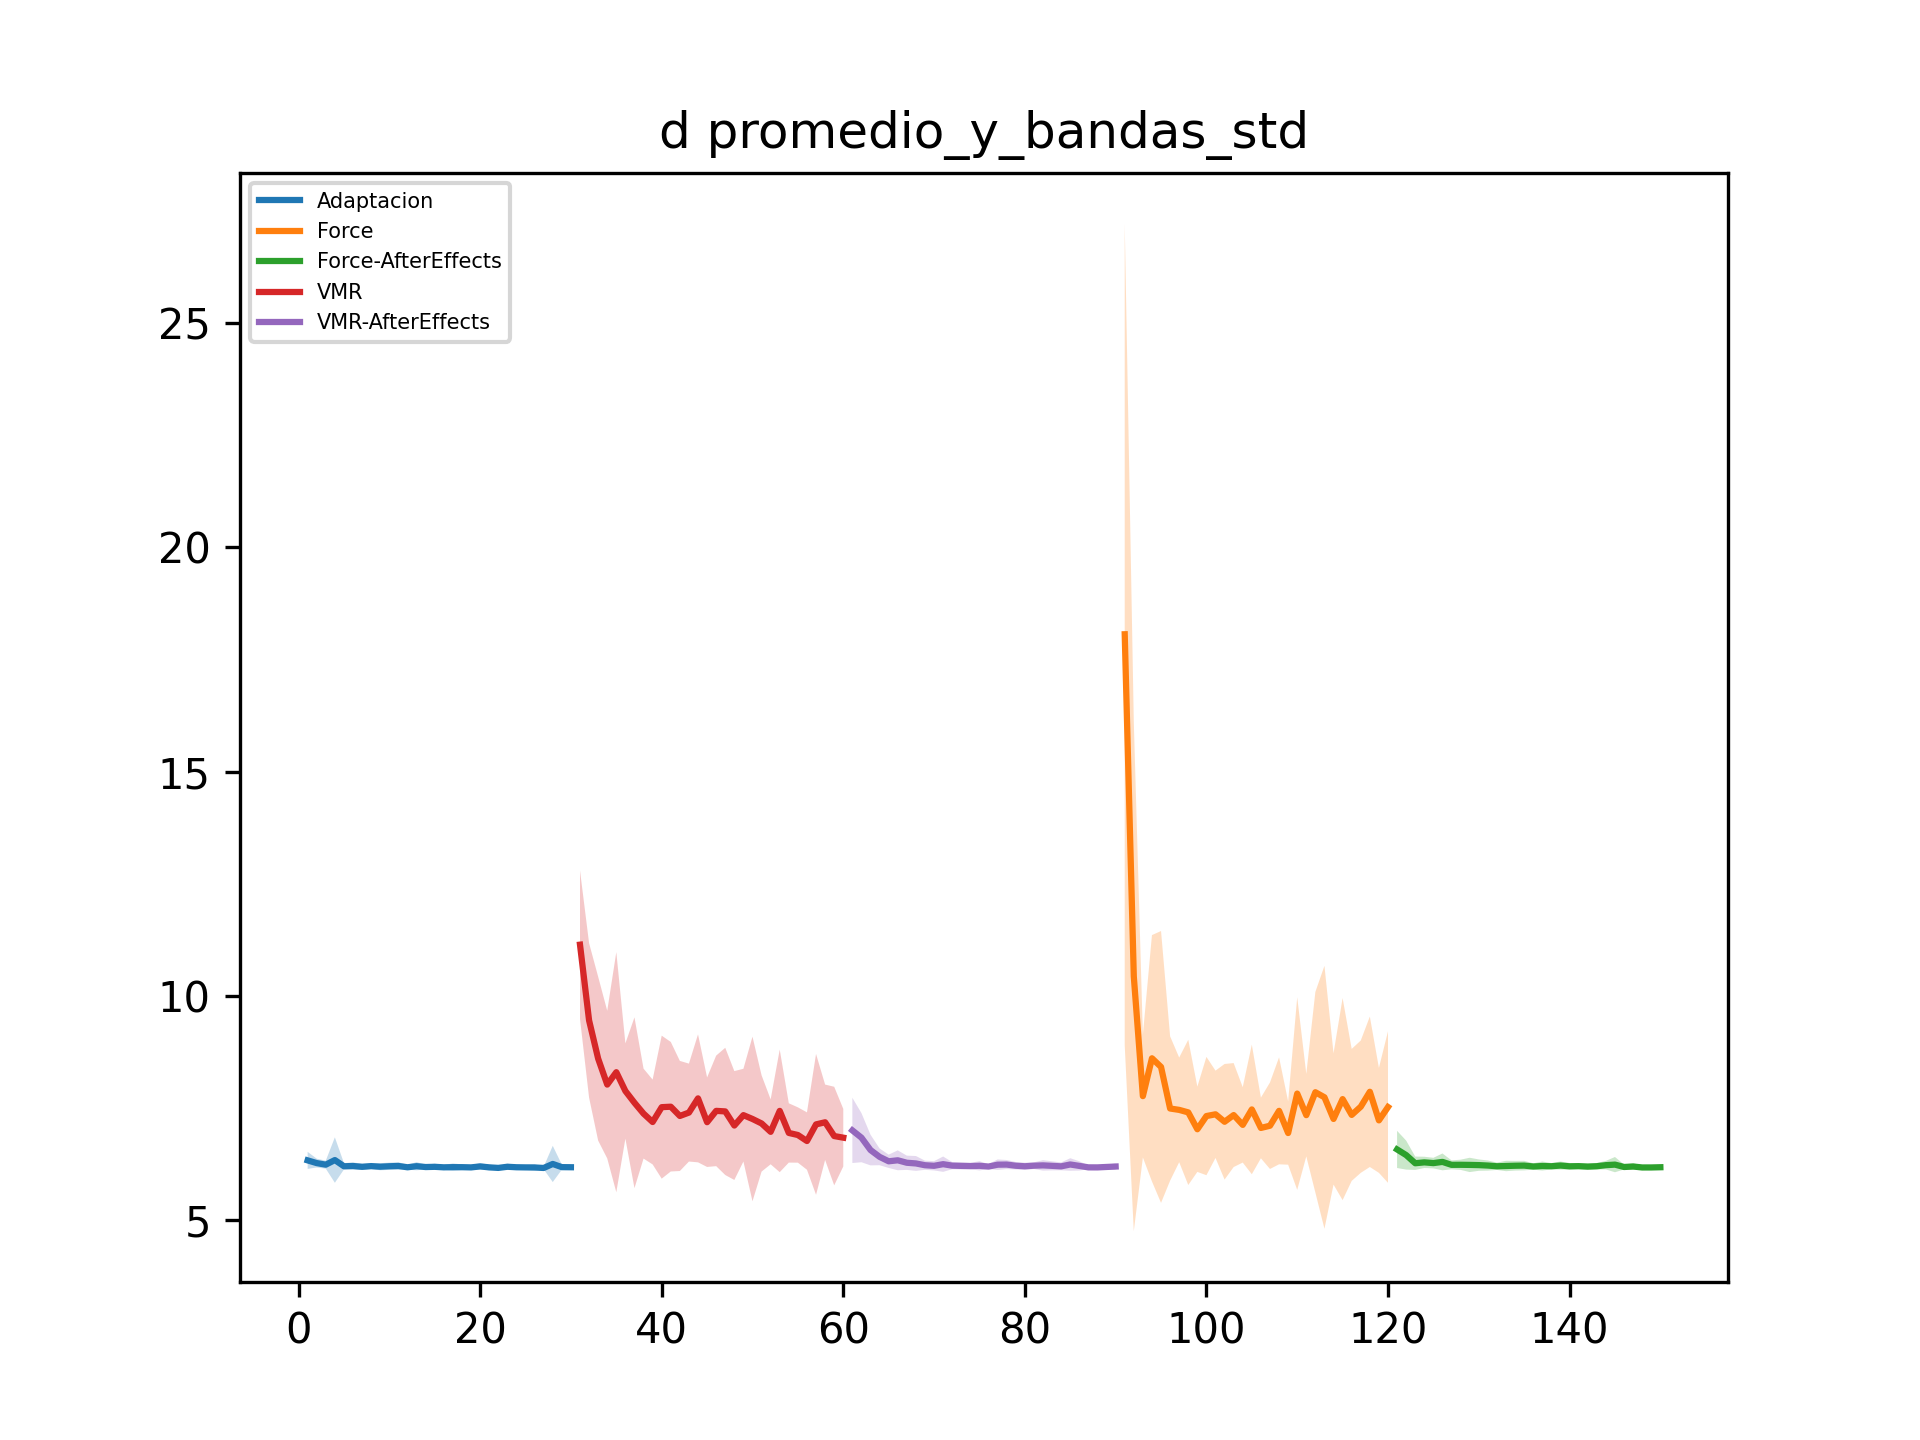 d promedio_y_bandas_std
Adaptacion
Force
Force-AfterEffects
VMR
VMR-AfterEffects
25
20
15
10
5
0 20 40 60 80 100 120 140